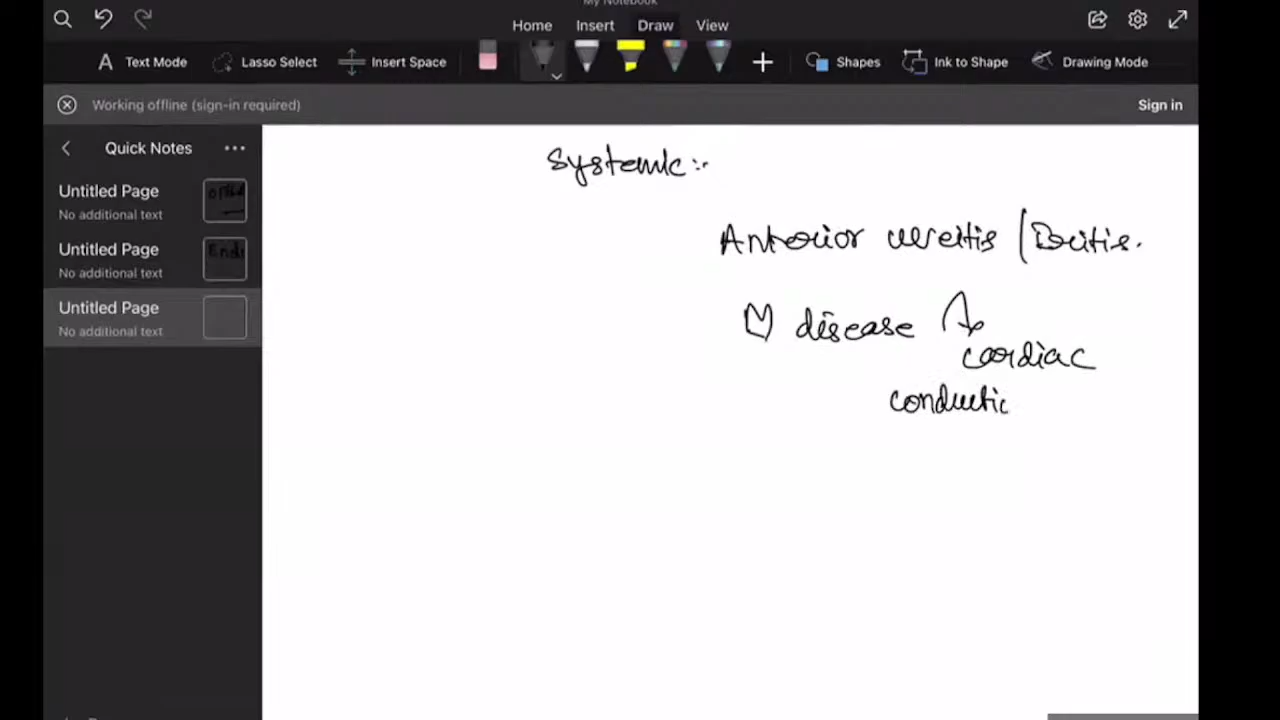 My Notebook
Home Insert Draw View
Text Mode Lasso Select Insert Space Shapes Ink to Shape Drawing Mode
Working offline (sign-in required) Sign in
Quick Notes
Untitled Page
No additional text
Untitled Page
No additional text
Untitled Page
No additional text
Systemic :-
Anterior uveitis /
disease
cardiac
conductic